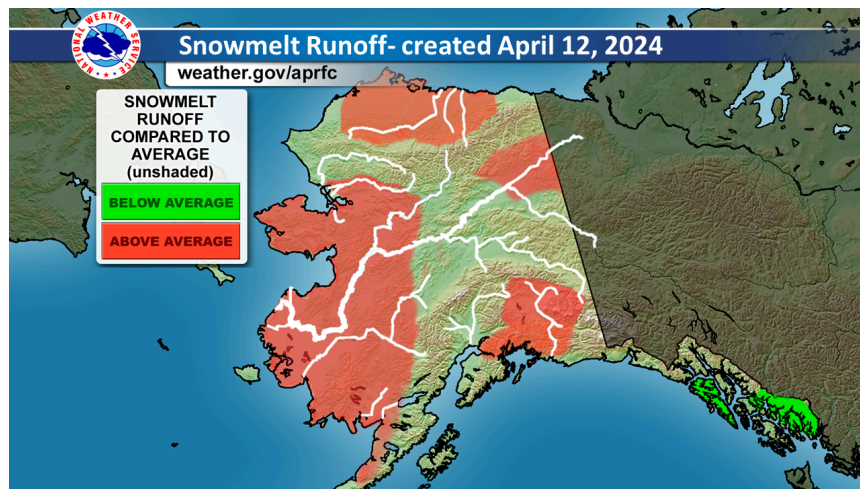 NATIONAL WEATHER SERVICE
Snowmelt Runoff- created April 12, 2024
weather.gov/aprfc
SNOWMELT
RUNOFF
COMPARED TO
AVERAGE
(unshaded)
BELOW AVERAGE
ABOVE AVERAGE